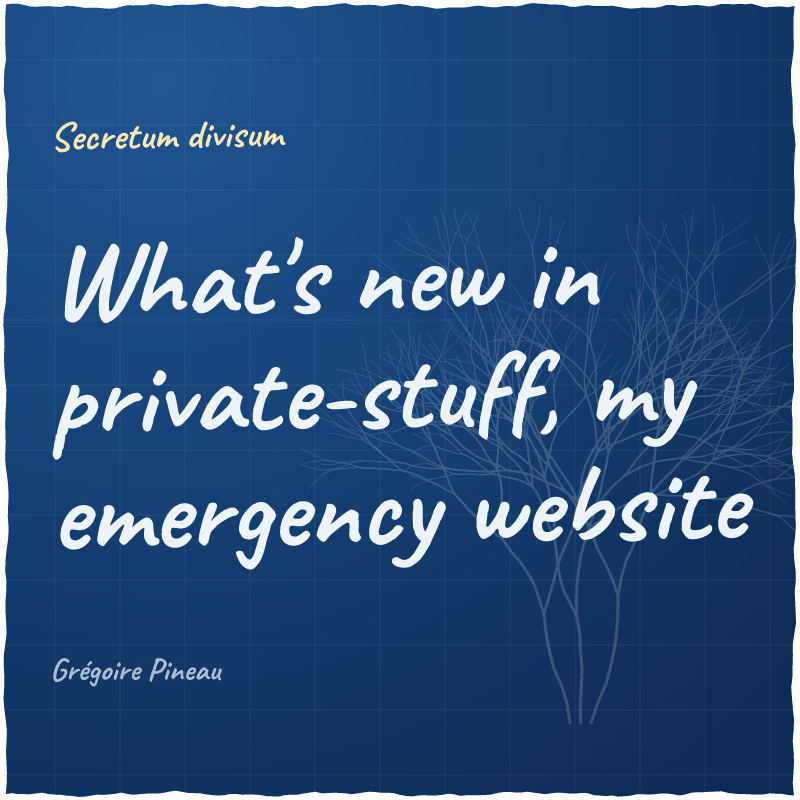 Secretum divisum
What's new in
private-stuff, my
emergency website
Grégoire Pineau